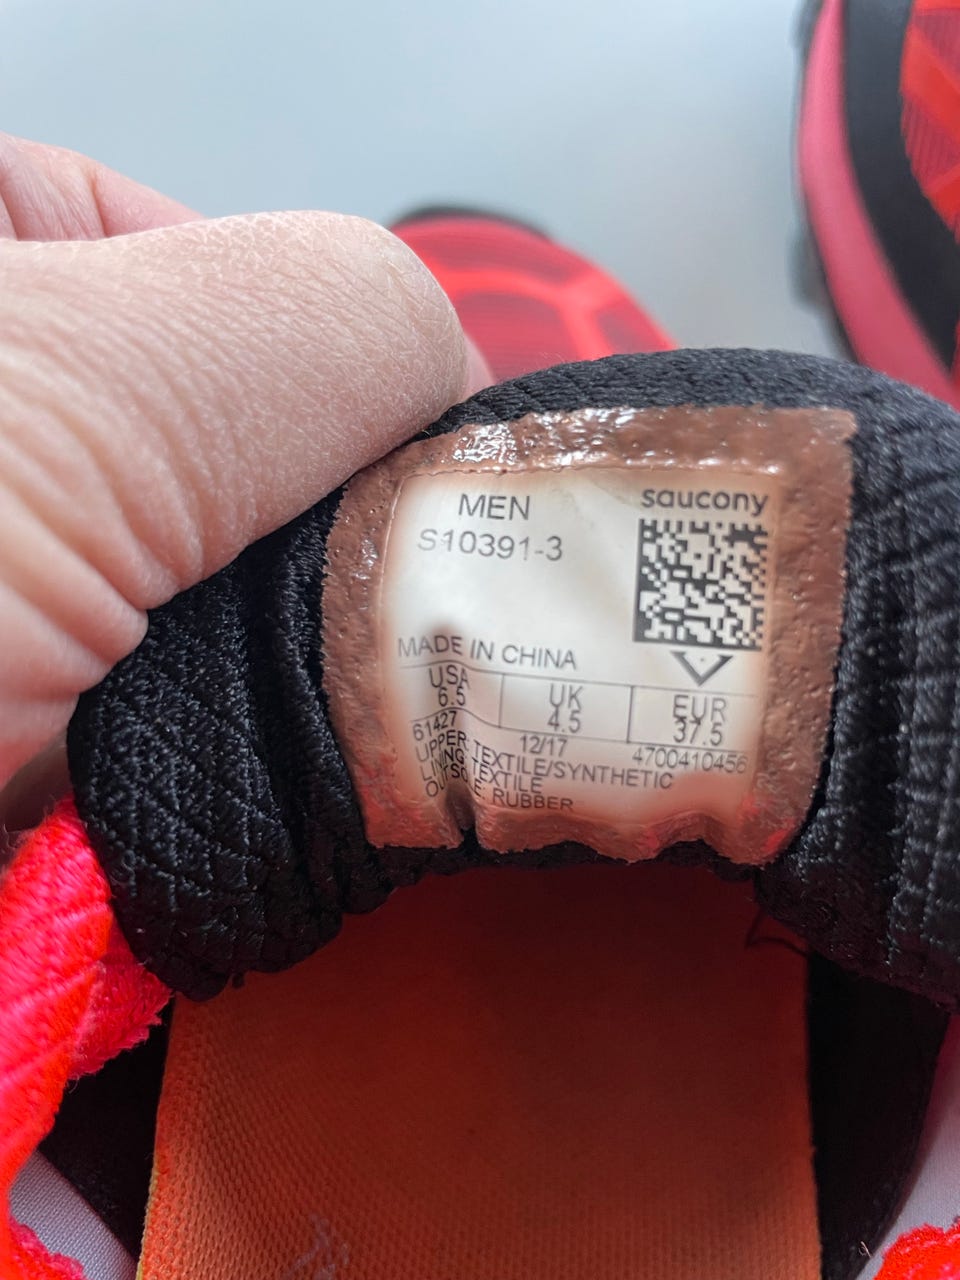 MEN
saucony
S10391-3
MADE IN CHINA
USA UK EUR
6.5 4.5 37.5
61427 12/17 4700410456
UPPER: TEXTILE/SYNTHETIC
LINING: TEXTILE
OUTSOLE: RUBBER